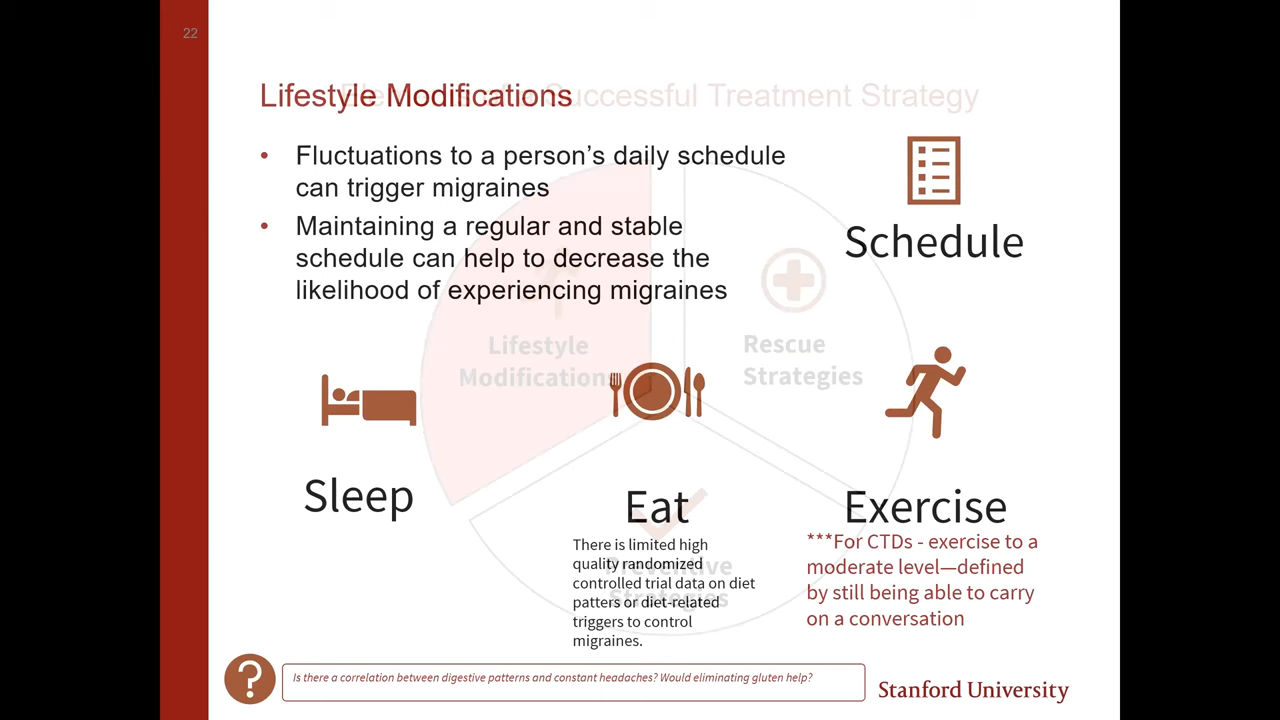 22
Lifestyle Modifications
Successful Treatment Strategy
• Fluctuations to a person’s daily schedule
can trigger migraines
• Maintaining a regular and stable
schedule can help to decrease the
likelihood of experiencing migraines
Schedule
Lifestyle
Modifications
Rescue
Strategies
Sleep
Eat
There is limited high
quality randomized
controlled trial data on diet
patters or diet-related
triggers to control
migraines.
Preventive
Strategies
Exercise
***For CTDs - exercise to a
moderate level—defined
by still being able to carry
on a conversation
?
Is there a correlation between digestive patterns and constant headaches? Would eliminating gluten help?
Stanford University